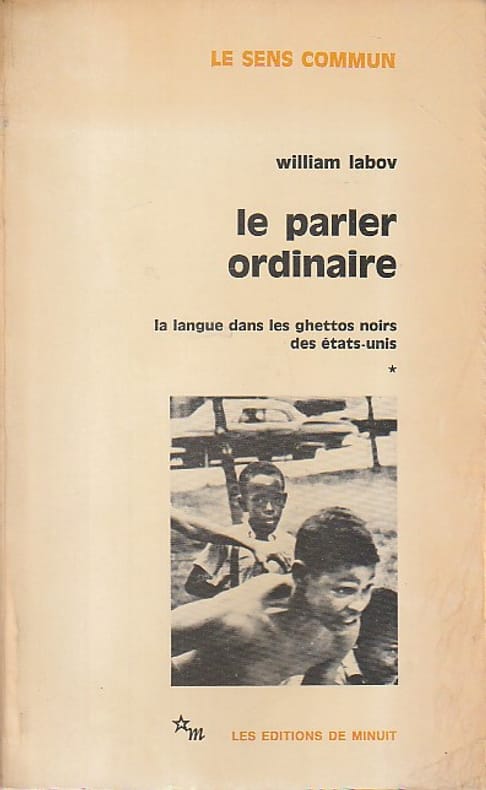 LE SENS COMMUN
william labov
le parler
ordinaire
la langue dans les ghettos noirs
des états-unis
*
m
LES EDITIONS DE MINUIT